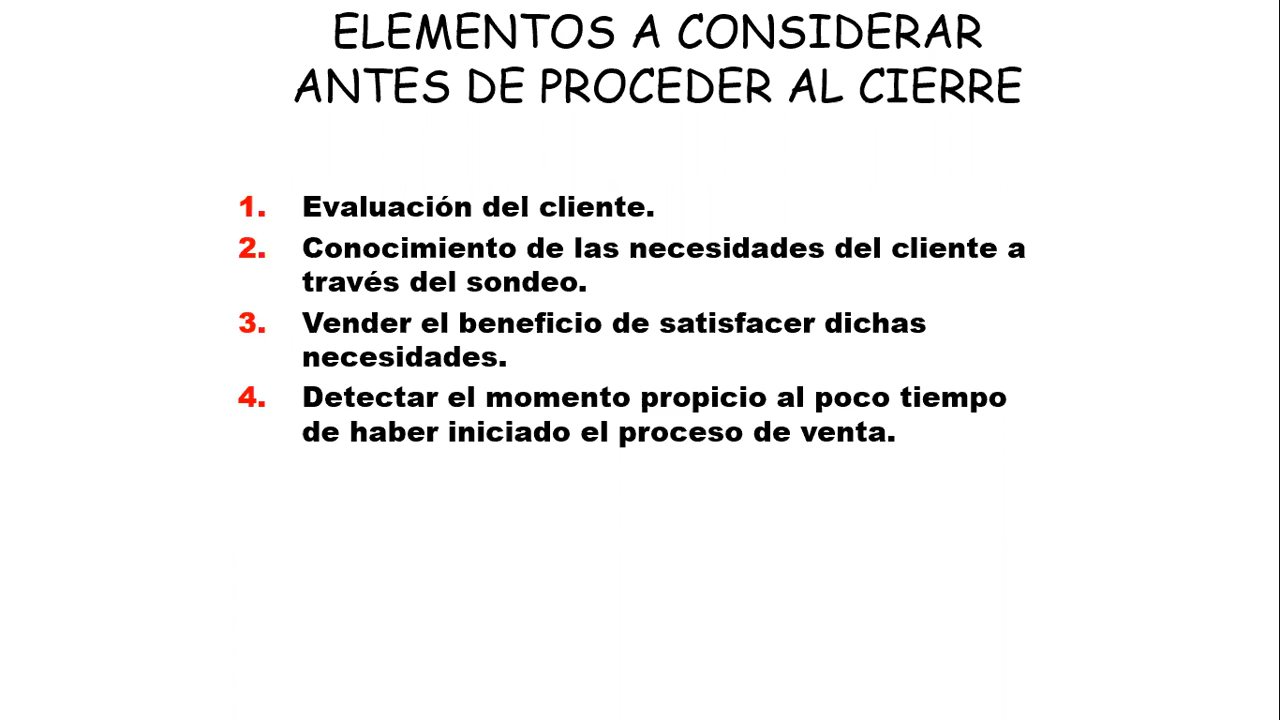 ELEMENTOS A CONSIDERAR
ANTES DE PROCEDER AL CIERRE
1. Evaluación del cliente.
2. Conocimiento de las necesidades del cliente a
través del sondeo.
3. Vender el beneficio de satisfacer dichas
necesidades.
4. Detectar el momento propicio al poco tiempo
de haber iniciado el proceso de venta.